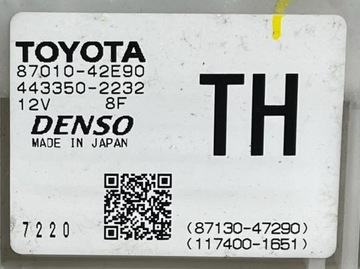 TOYOTA
87010-42E90
443350-2232
12V 8F
DENSO
MADE IN JAPAN
TH
7220
(87130-47290)
(117400-1651)